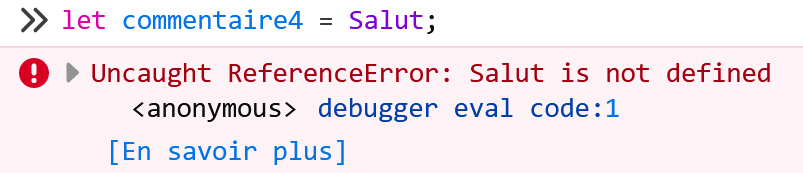 let commentaire4 = Salut;
Uncaught ReferenceError: Salut is not defined
<anonymous> debugger eval code:1
[En savoir plus]